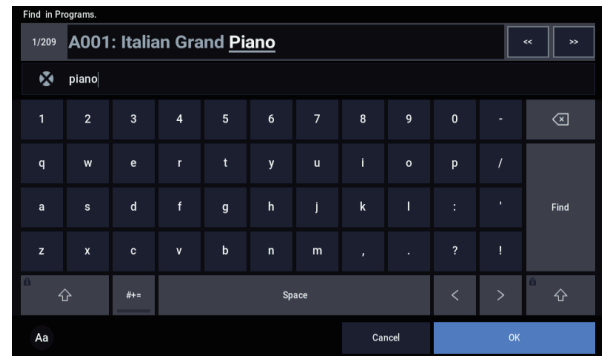 Find in Programs.
1/209 A001: Italian Grand Piano << >>
piano
1 2 3 4 5 6 7 8 9 0 -
q w e r t y u i o p /
a s d f g h j k l : ' Find
z x c v b n m , . ? !
#+= Space < >
Aa Cancel OK